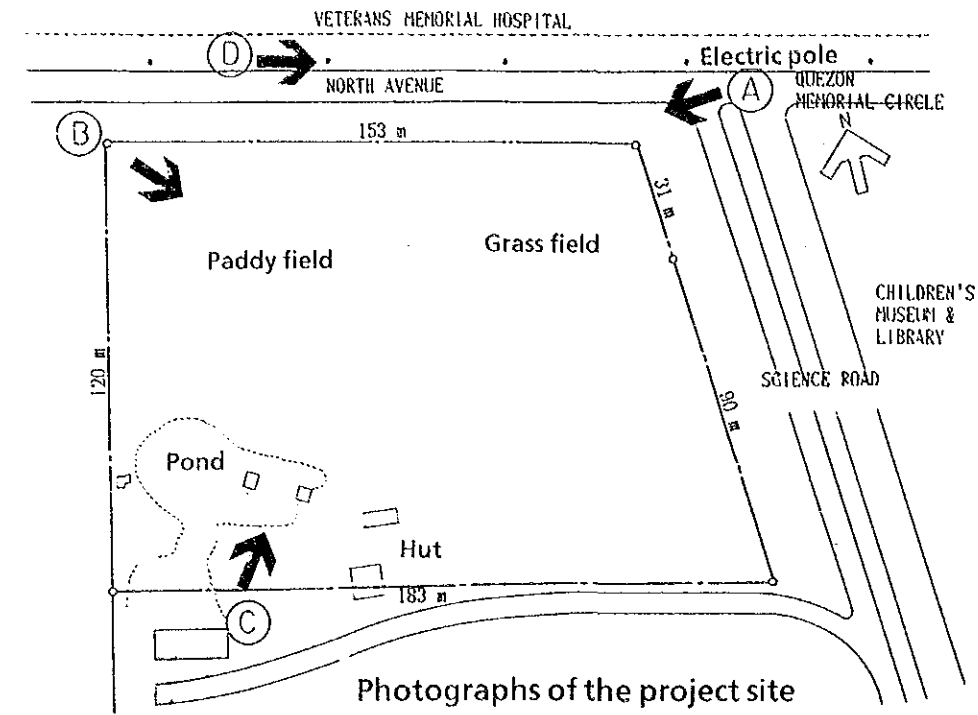 VETERANS MEMORIAL HOSPITAL
D
Electric pole
NORTH AVENUE
A
QUEZON
MEMORIAL CIRCLE
B
153 m
N
31 m
Paddy field
Grass field
CHILDREN'S
MUSEUM &
LIBRARY
120 m
SCIENCE ROAD
90 m
Pond
Hut
183 m
C
Photographs of the project site